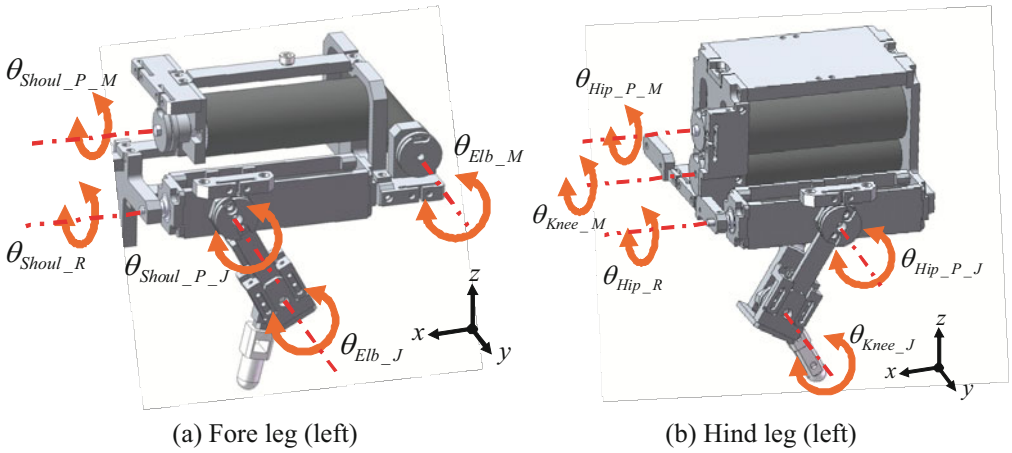 θShoul_P_M
θElb_M
θShoul_R
θShoul_P_J
θElb_J
z
x
y
(a) Fore leg (left)
θHip_P_M
θKnee_M
θHip_R
θHip_P_J
θKnee_J
z
x
y
(b) Hind leg (left)